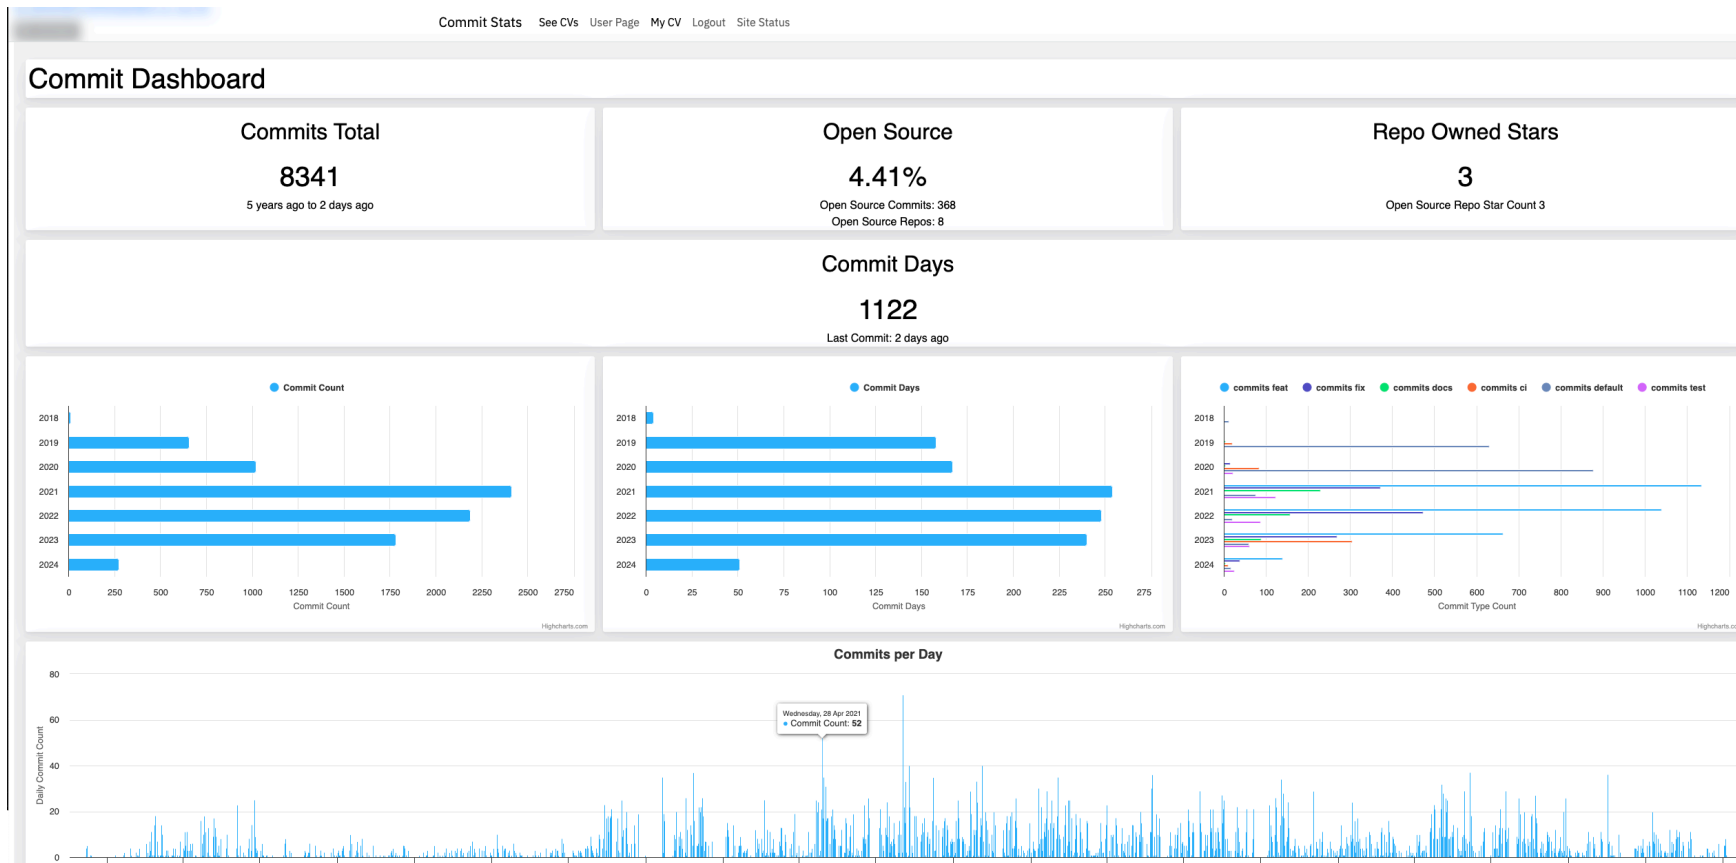 Commit Stats See CVs User Page My CV Logout Site Status
Commit Dashboard
Commits Total
8341
5 years ago to 2 days ago
Open Source
4.41%
Open Source Commits: 368
Open Source Repos: 8
Repo Owned Stars
3
Open Source Repo Star Count 3
Commit Days
1122
Last Commit: 2 days ago
Commit Count
2018
2019
2020
2021
2022
2023
2024
0 250 500 750 1000 1250 1500 1750 2000 2250 2500 2750
Commit Count
Highcharts.com
Commit Days
2018
2019
2020
2021
2022
2023
2024
0 25 50 75 100 125 150 175 200 225 250 275
Commit Days
Highcharts.com
commits feat commits fix commits docs commits ci commits default commits test
2018
2019
2020
2021
2022
2023
2024
0 100 200 300 400 500 600 700 800 900 1000 1100 1200
Commit Type Count
Highcharts.co
Commits per Day
80
60
40
20
0
Daily Commit Count
Wednesday, 28 Apr 2021
Commit Count: 52